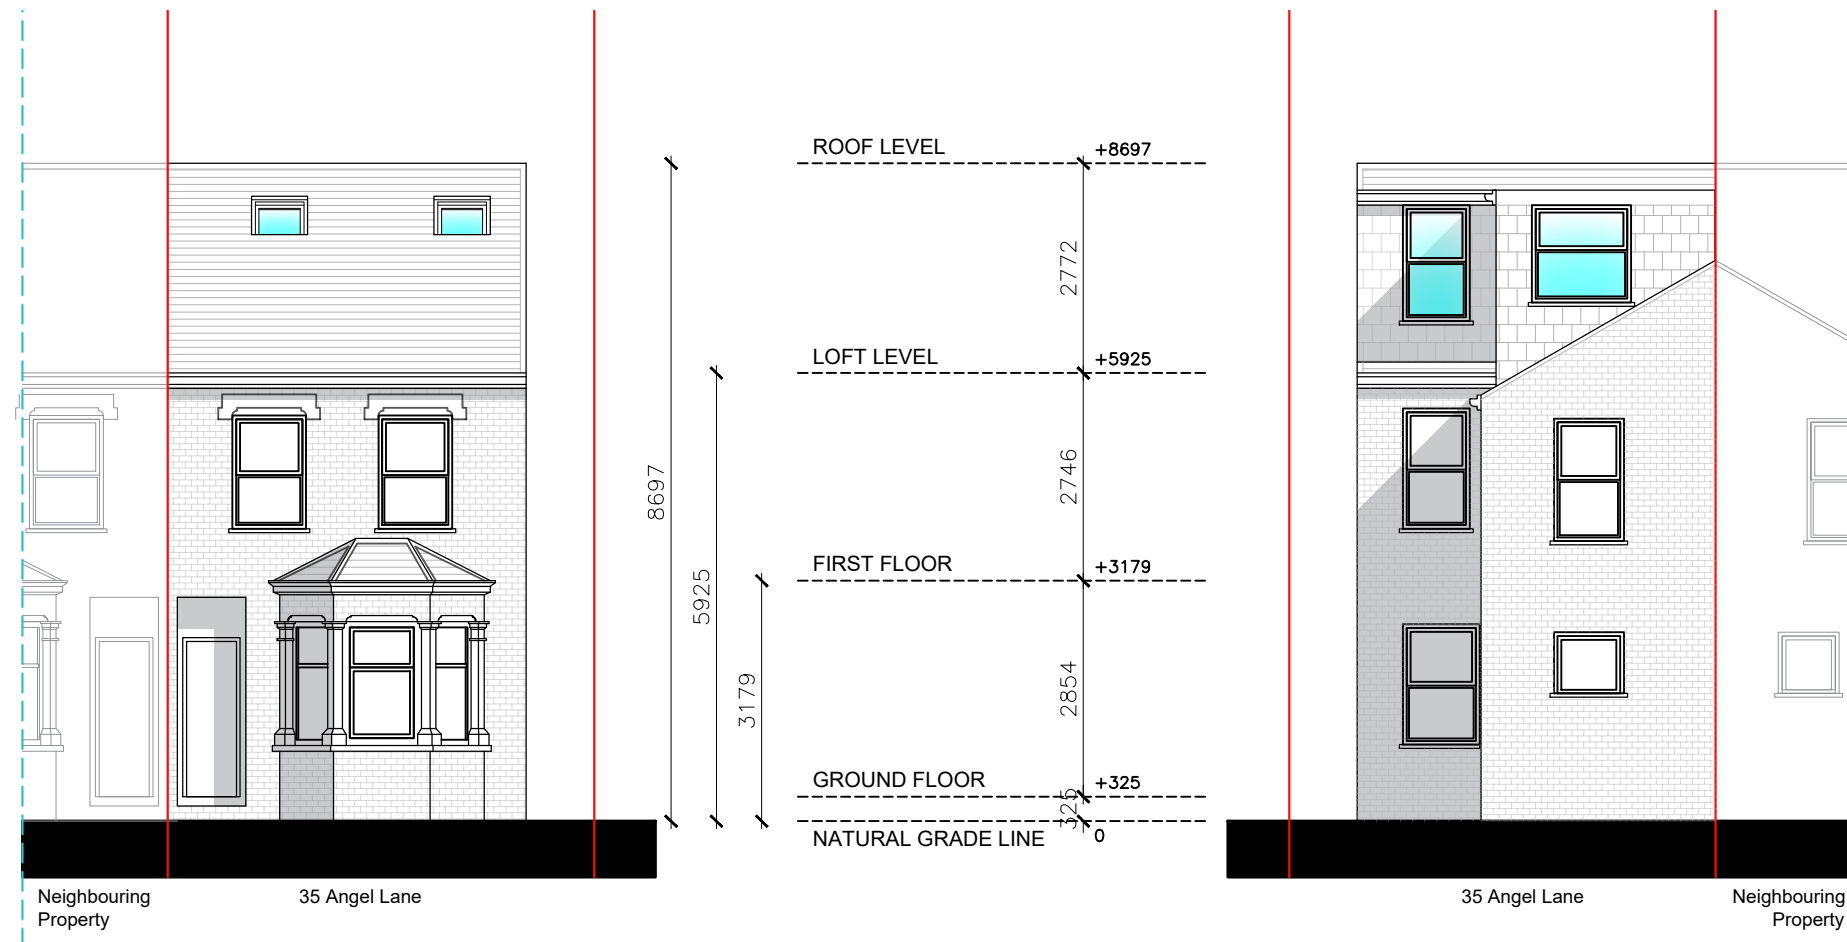 ROOF LEVEL
+8697
2772
LOFT LEVEL
+5925
8697
2746
FIRST FLOOR
+3179
5925
3179
2854
GROUND FLOOR
+325
325
NATURAL GRADE LINE
0
Neighbouring
Property
35 Angel Lane
35 Angel Lane
Neighbouring
Property